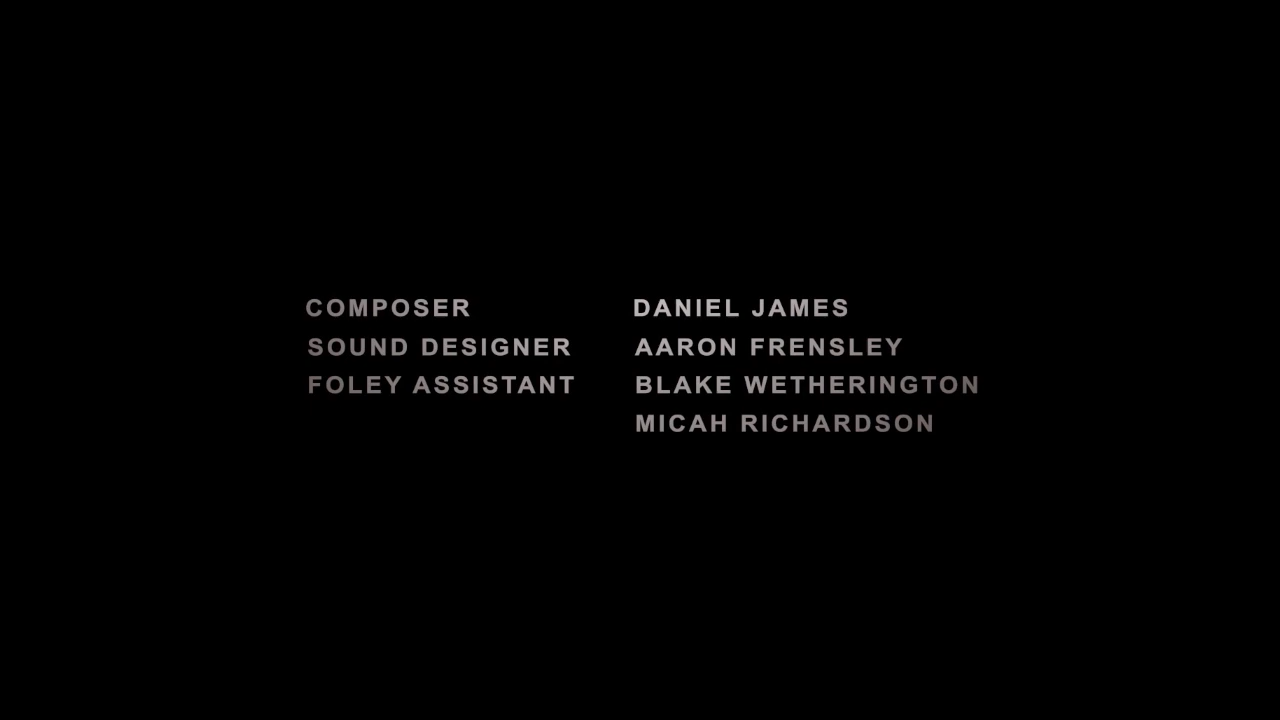 COMPOSER DANIEL JAMES
SOUND DESIGNER AARON FRENSLEY
FOLEY ASSISTANT BLAKE WETHERINGTON
MICAH RICHARDSON